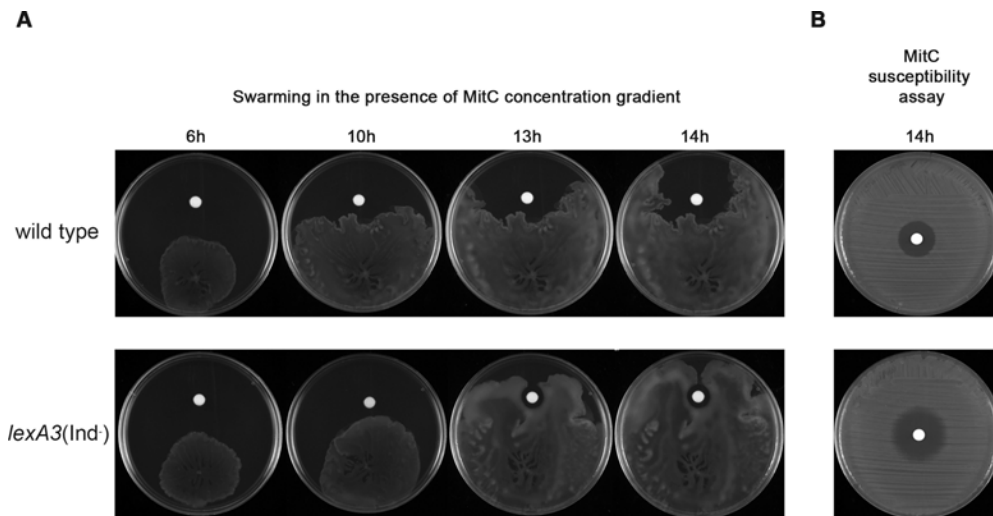 A
B
MitC
susceptibility
assay
Swarming in the presence of MitC concentration gradient
6h 10h 13h 14h 14h
wild type
lexA3(Ind-)